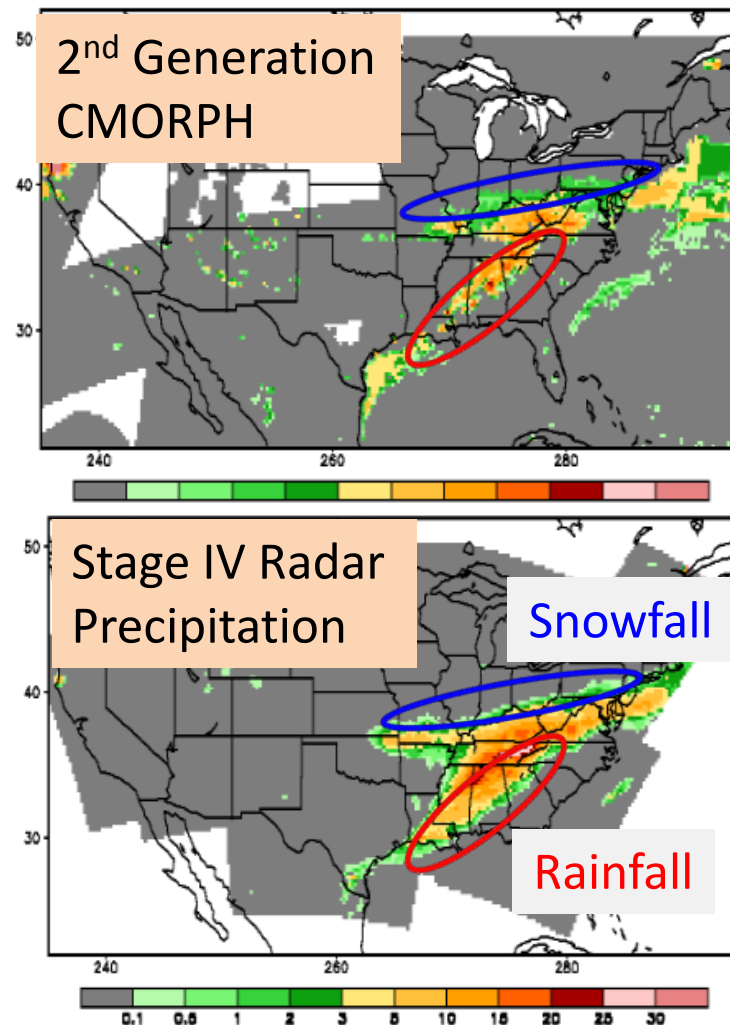 2nd Generation
CMORPH
50
40
30
240 260 280
Stage IV Radar
Precipitation
Snowfall
50
40
30
Rainfall
240 260 280
0.1 0.5 1 2 3 5 10 15 20 25 30